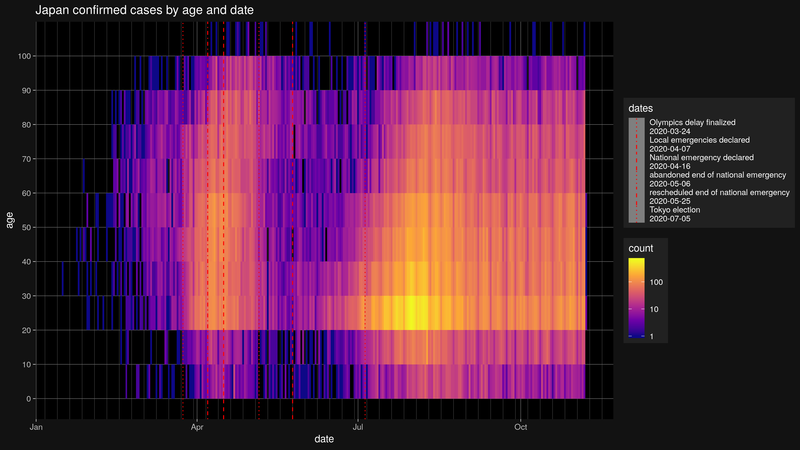 Japan confirmed cases by age and date
age
100
90
80
70
60
50
40
30
20
10
0
Jan
Apr
Jul
Oct
date
dates
Olympics delay finalized
2020-03-24
Local emergencies declared
2020-04-07
National emergency declared
2020-04-16
abandoned end of national emergency
2020-05-06
rescheduled end of national emergency
2020-05-25
Tokyo election
2020-07-05
count
100
10
1